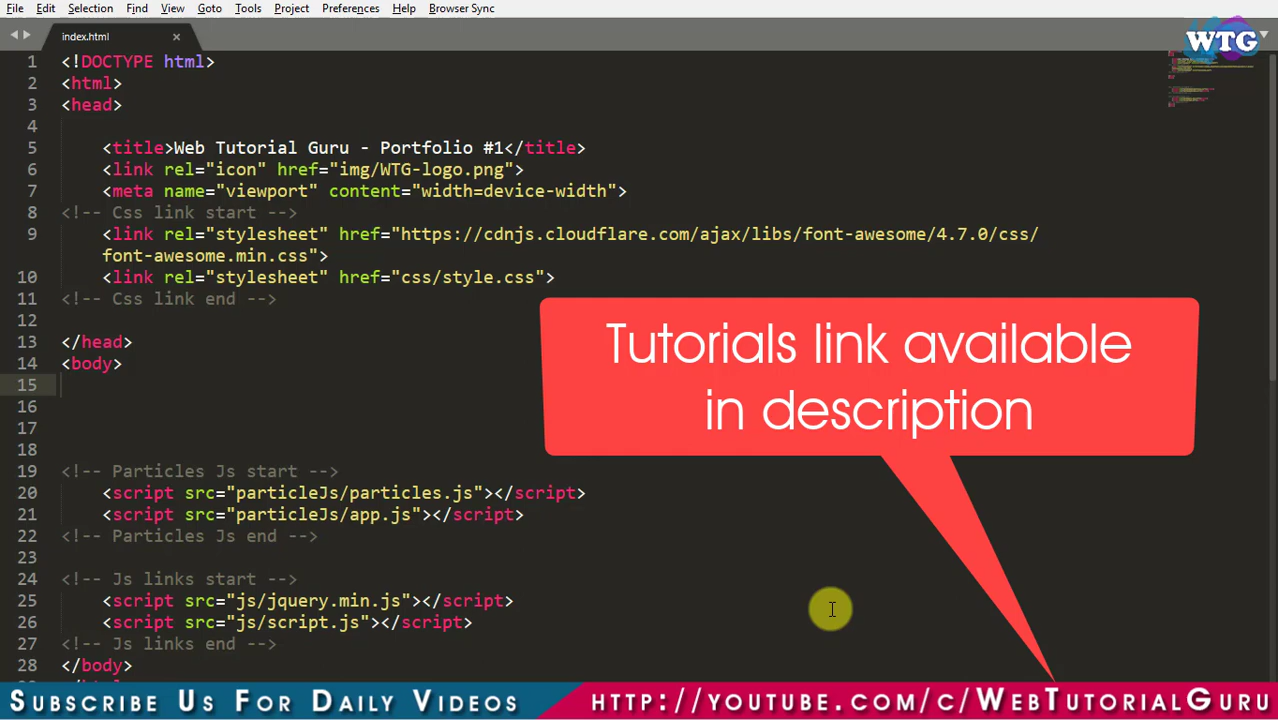 File Edit Selection Find View Goto Tools Project Preferences Help Browser Sync
index.html ×
WTG
1 <!DOCTYPE html>
2 <html>
3 <head>
4
5 <title>Web Tutorial Guru - Portfolio #1</title>
6 <link rel="icon" href="img/WTG-logo.png">
7 <meta name="viewport" content="width=device-width">
8 <!-- Css link start -->
9 <link rel="stylesheet" href="https://cdnjs.cloudflare.com/ajax/libs/font-awesome/4.7.0/css/
font-awesome.min.css">
10 <link rel="stylesheet" href="css/style.css">
11 <!-- Css link end -->
12
13 </head>
14 <body>
15
16
17
18
19 <!-- Particles Js start -->
20 <script src="particleJs/particles.js"></script>
21 <script src="particleJs/app.js"></script>
22 <!-- Particles Js end -->
23
24 <!-- Js links start -->
25 <script src="js/jquery.min.js"></script>
26 <script src="js/script.js"></script>
27 <!-- Js links end -->
28 </body>
Tutorials link available
in description
Subscribe Us For Daily Videos
http://youtube.com/c/WebTutorialGuru